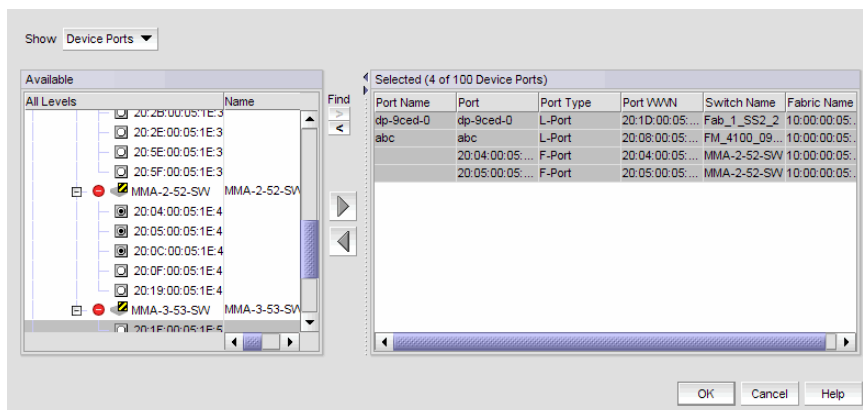 Show Device Ports
Available
All Levels Name
20:2B:00:05:1E:3
20:2E:00:05:1E:3
20:5E:00:05:1E:3
20:5F:00:05:1E:3
MMA-2-52-SW MMA-2-52-SW
20:04:00:05:1E:4
20:05:00:05:1E:4
20:0C:00:05:1E:4
20:0F:00:05:1E:4
20:19:00:05:1E:4
MMA-3-53-SW MMA-3-53-SW
20:1F:00:05:1E:5
Find
>
<
Selected (4 of 100 Device Ports)
Port Name Port Port Type Port WWN Switch Name Fabric Name
dp-9ced-0 dp-9ced-0 L-Port 20:1D:00:05:... Fab_1_SS2_2 10:00:00:05:.
abc abc L-Port 20:08:00:05:... FM_4100_09... 10:00:00:05:.
20:04:00:05:... F-Port 20:04:00:05:... MMA-2-52-SW 10:00:00:05:.
20:05:00:05:... F-Port 20:05:00:05:... MMA-2-52-SW 10:00:00:05:.
OK Cancel Help